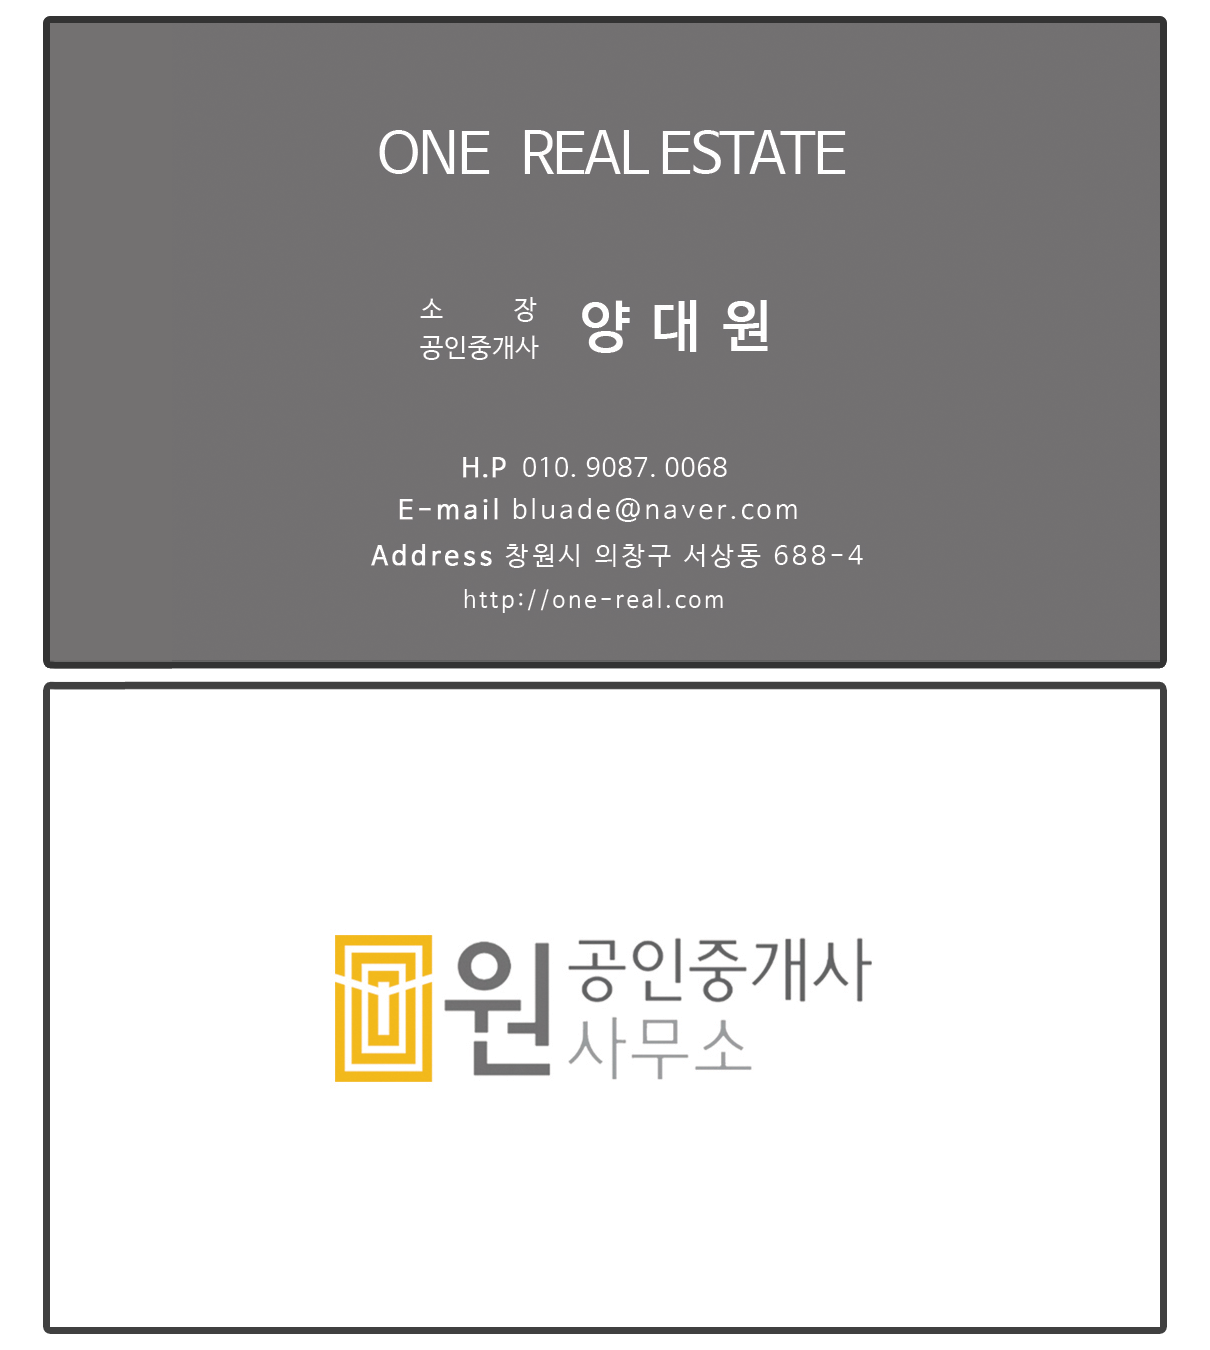 ONE REAL ESTATE
소 장
공인중개사
양대원
H.P 010. 9087. 0068
E-mail bluade@naver.com
Address 창원시 의창구 서상동 688-4
http://one-real.com
원 공인중개사
사무소